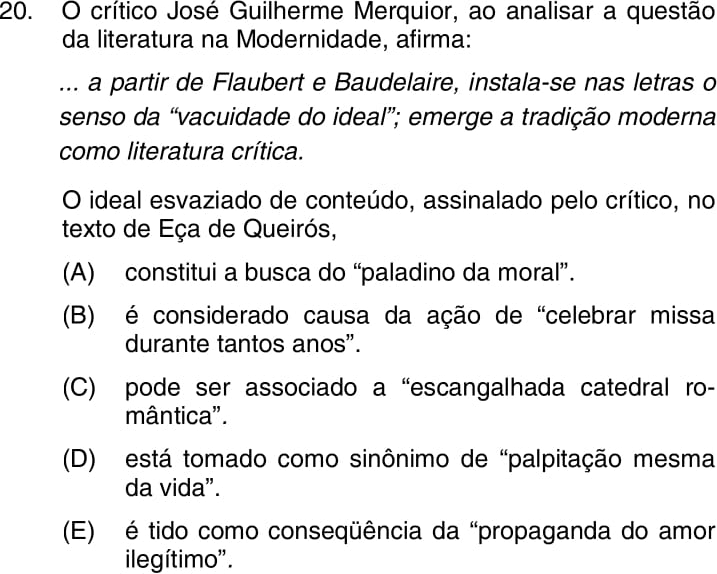 20. O crítico José Guilherme Merquior, ao analisar a questão
da literatura na Modernidade, afirma:
... a partir de Flaubert e Baudelaire, instala-se nas letras o
senso da “vacuidade do ideal”; emerge a tradição moderna
como literatura crítica.
O ideal esvaziado de conteúdo, assinalado pelo crítico, no
texto de Eça de Queirós,
(A) constitui a busca do “paladino da moral”.
(B) é considerado causa da ação de “celebrar missa
durante tantos anos”.
(C) pode ser associado a “escangalhada catedral ro-
mântica”.
(D) está tomado como sinônimo de “palpitação mesma
da vida”.
(E) é tido como conseqüência da “propaganda do amor
ilegítimo”.